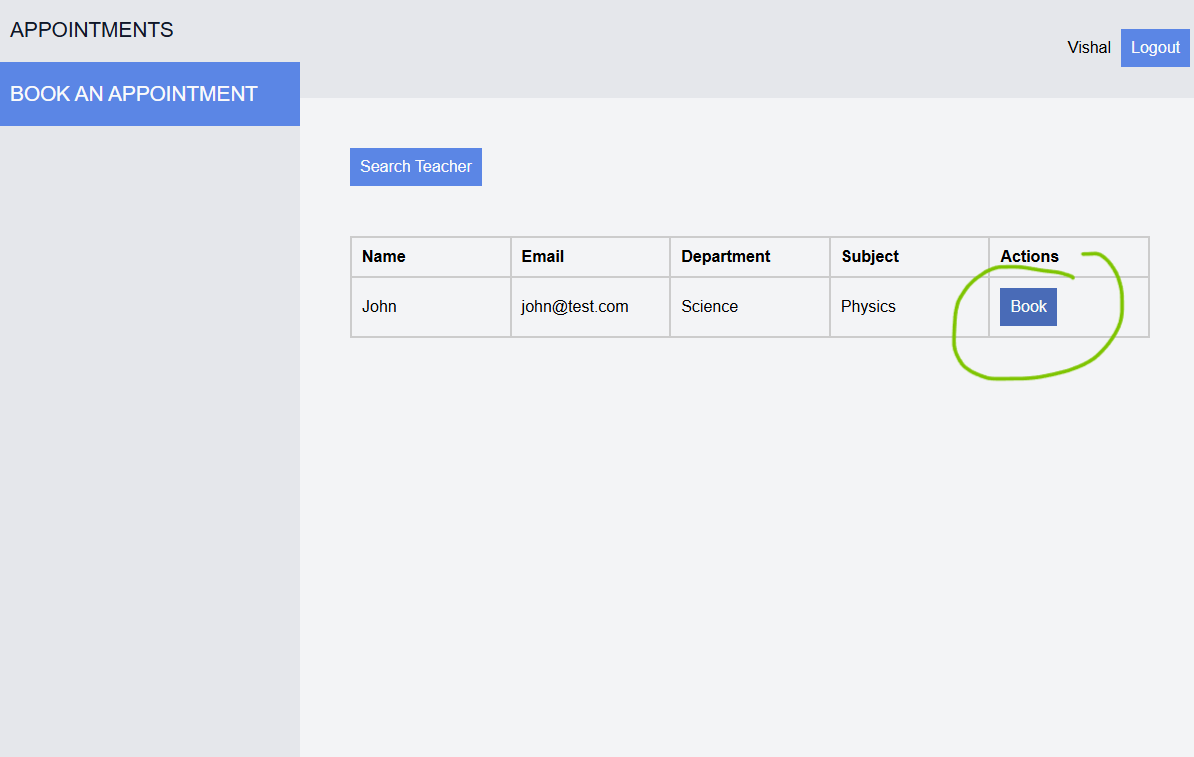 APPOINTMENTS
Vishal Logout
BOOK AN APPOINTMENT
Search Teacher
Name Email Department Subject Actions
John john@test.com Science Physics Book